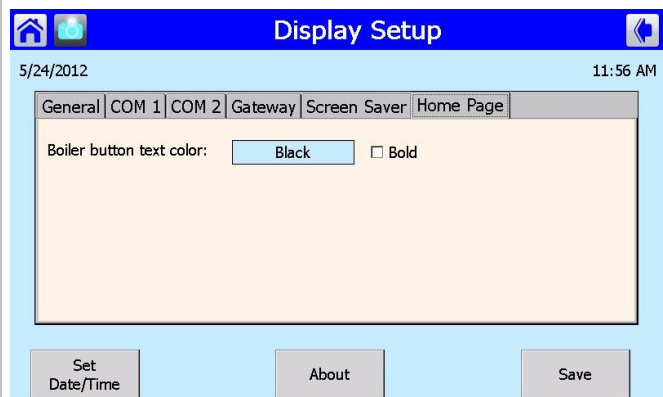 Display Setup
5/24/2012 11:56 AM
General COM 1 COM 2 Gateway Screen Saver Home Page
Boiler button text color: Black Bold
Set
Date/Time
About
Save